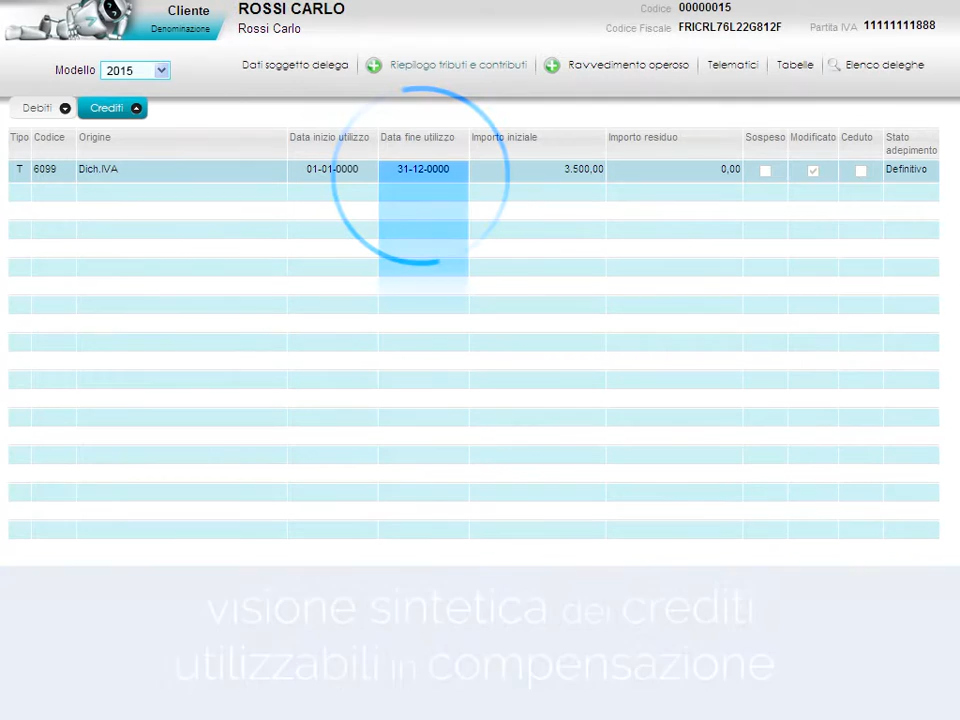 Cliente
Denominazione
ROSSI CARLO
Rossi Carlo
Codice 00000015
Codice Fiscale FRICRL76L22G812F Partita IVA 11111111888
Modello 2015
Dati soggetto delega Riepilogo tributi e contributi Ravvedimento operoso Telematici Tabelle Elenco deleghe
Debiti Crediti
Tipo Codice Origine Data inizio utilizzo Data fine utilizzo Importo iniziale Importo residuo Sospeso Modificato Ceduto Stato adepimento
T 6099 Dich.IVA 01-01-0000 31-12-0000 3.500,00 0,00 Definitivo
visione sintetica dei crediti
utilizzabili in compensazione